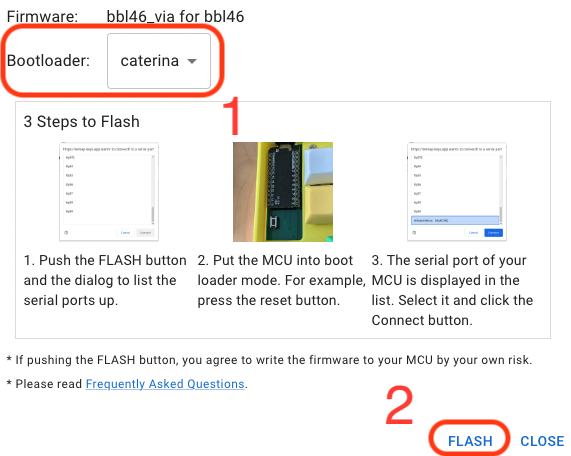 Firmware: bbl46_via for bbl46
Bootloader: caterina
1
3 Steps to Flash
1. Push the FLASH button
and the dialog to list the
serial ports up.
2. Put the MCU into boot
loader mode. For example,
press the reset button.
3. The serial port of your
MCU is displayed in the
list. Select it and click the
Connect button.
* If pushing the FLASH button, you agree to write the firmware to your MCU by your own risk.
* Please read Frequently Asked Questions.
2
FLASH CLOSE